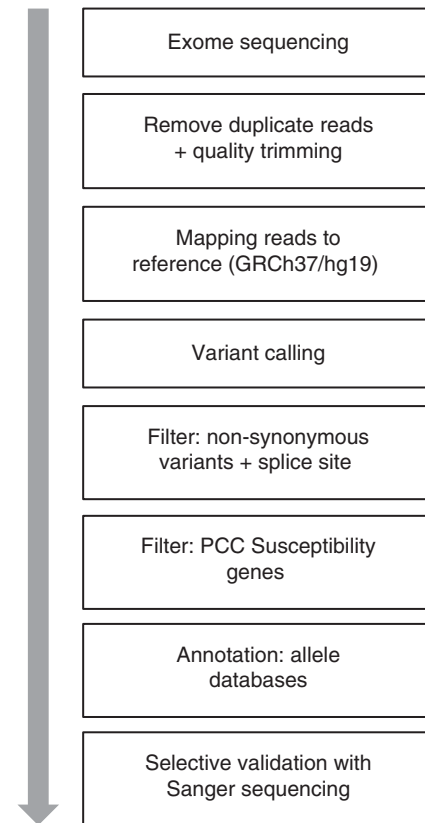 Exome sequencing
Remove duplicate reads
+ quality trimming
Mapping reads to
reference (GRCh37/hg19)
Variant calling
Filter: non-synonymous
variants + splice site
Filter: PCC Susceptibility
genes
Annotation: allele
databases
Selective validation with
Sanger sequencing